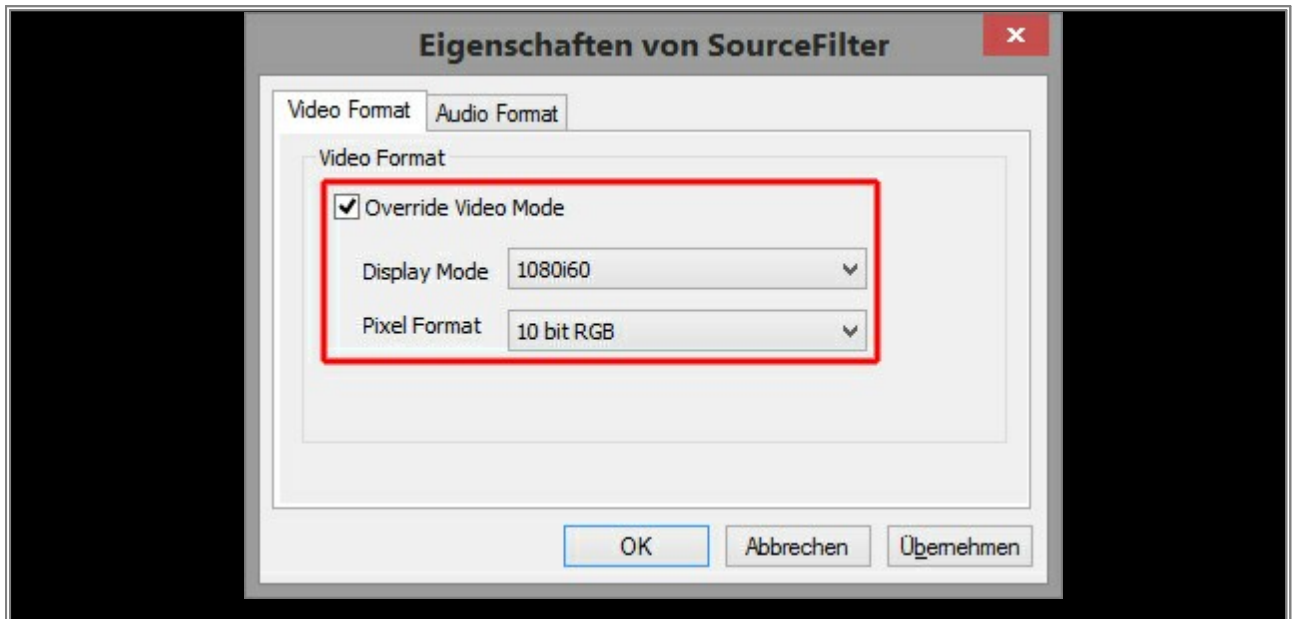 Eigenschaften von SourceFilter
Video Format Audio Format
Video Format
Override Video Mode
Display Mode 1080i60
Pixel Format 10 bit RGB
OK Abbrechen Übernehmen